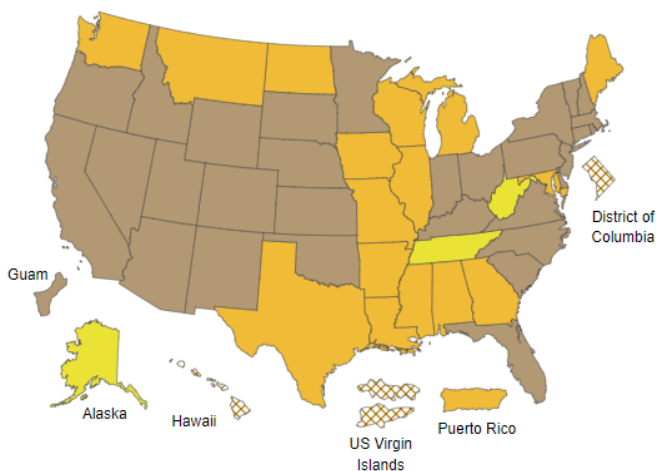 District of
Columbia
Guam
Alaska
Hawaii
US Virgin
Islands
Puerto Rico